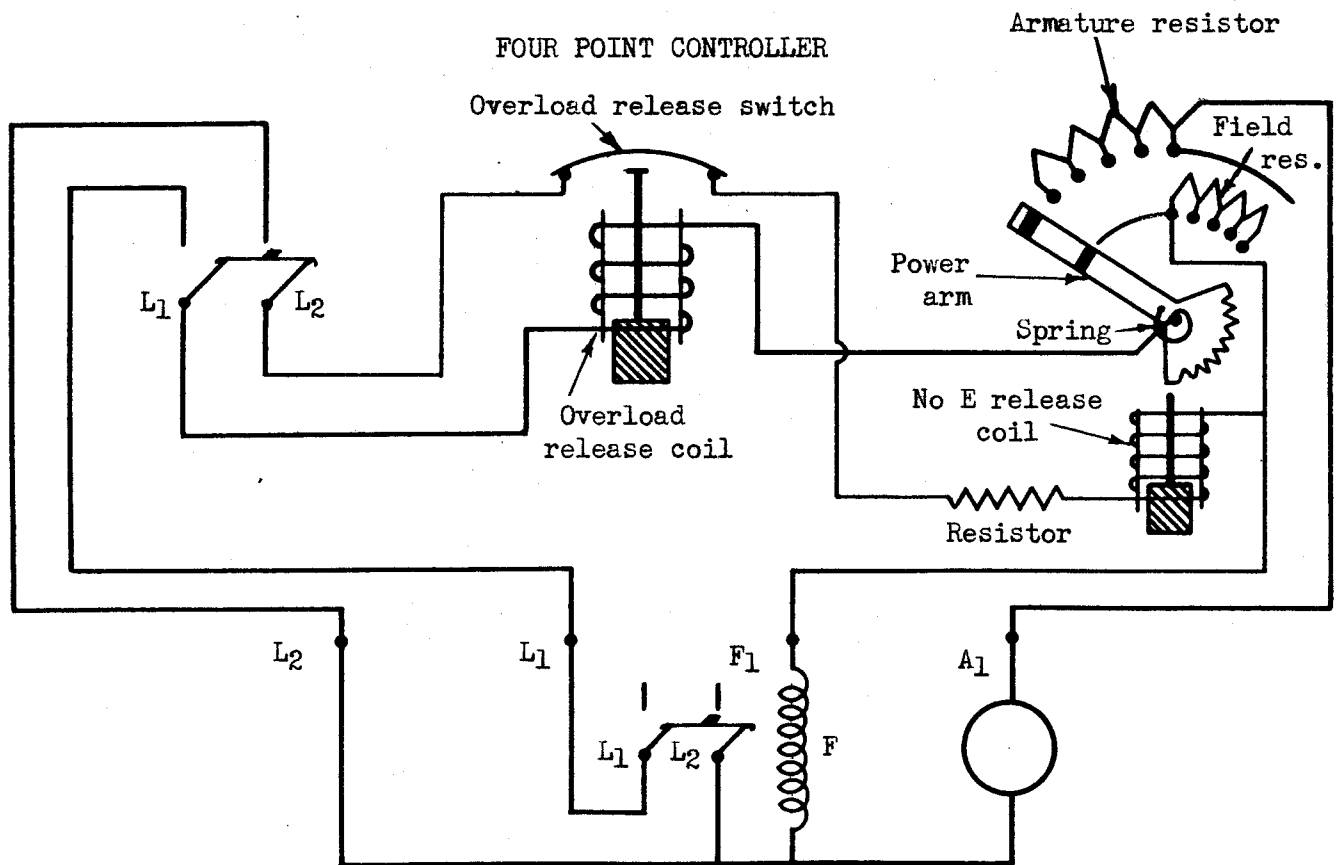 FOUR POINT CONTROLLER
Armature resistor
Overload release switch
Field
res.
L1
L2
Power
arm
Spring
Overload
release coil
No E release
coil
Resistor
L2
L1
F1
A1
L1
L2
F